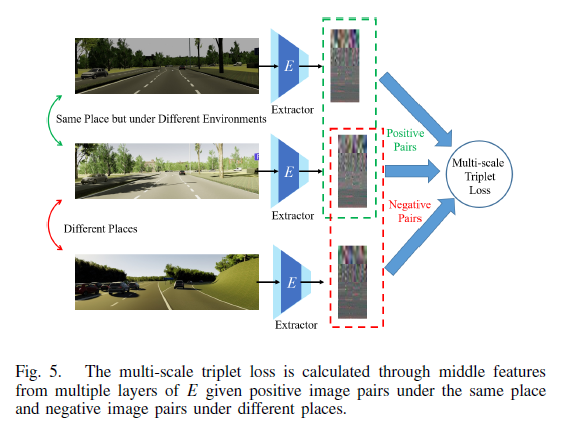 E
Extractor
Same Place but under Different Environments
Positive
Pairs
E
Multi-scale
Triplet
Loss
Extractor
Negative
Pairs
Different Places
E
Extractor
Fig. 5. The multi-scale triplet loss is calculated through middle features
from multiple layers of E given positive image pairs under the same place
and negative image pairs under different places.